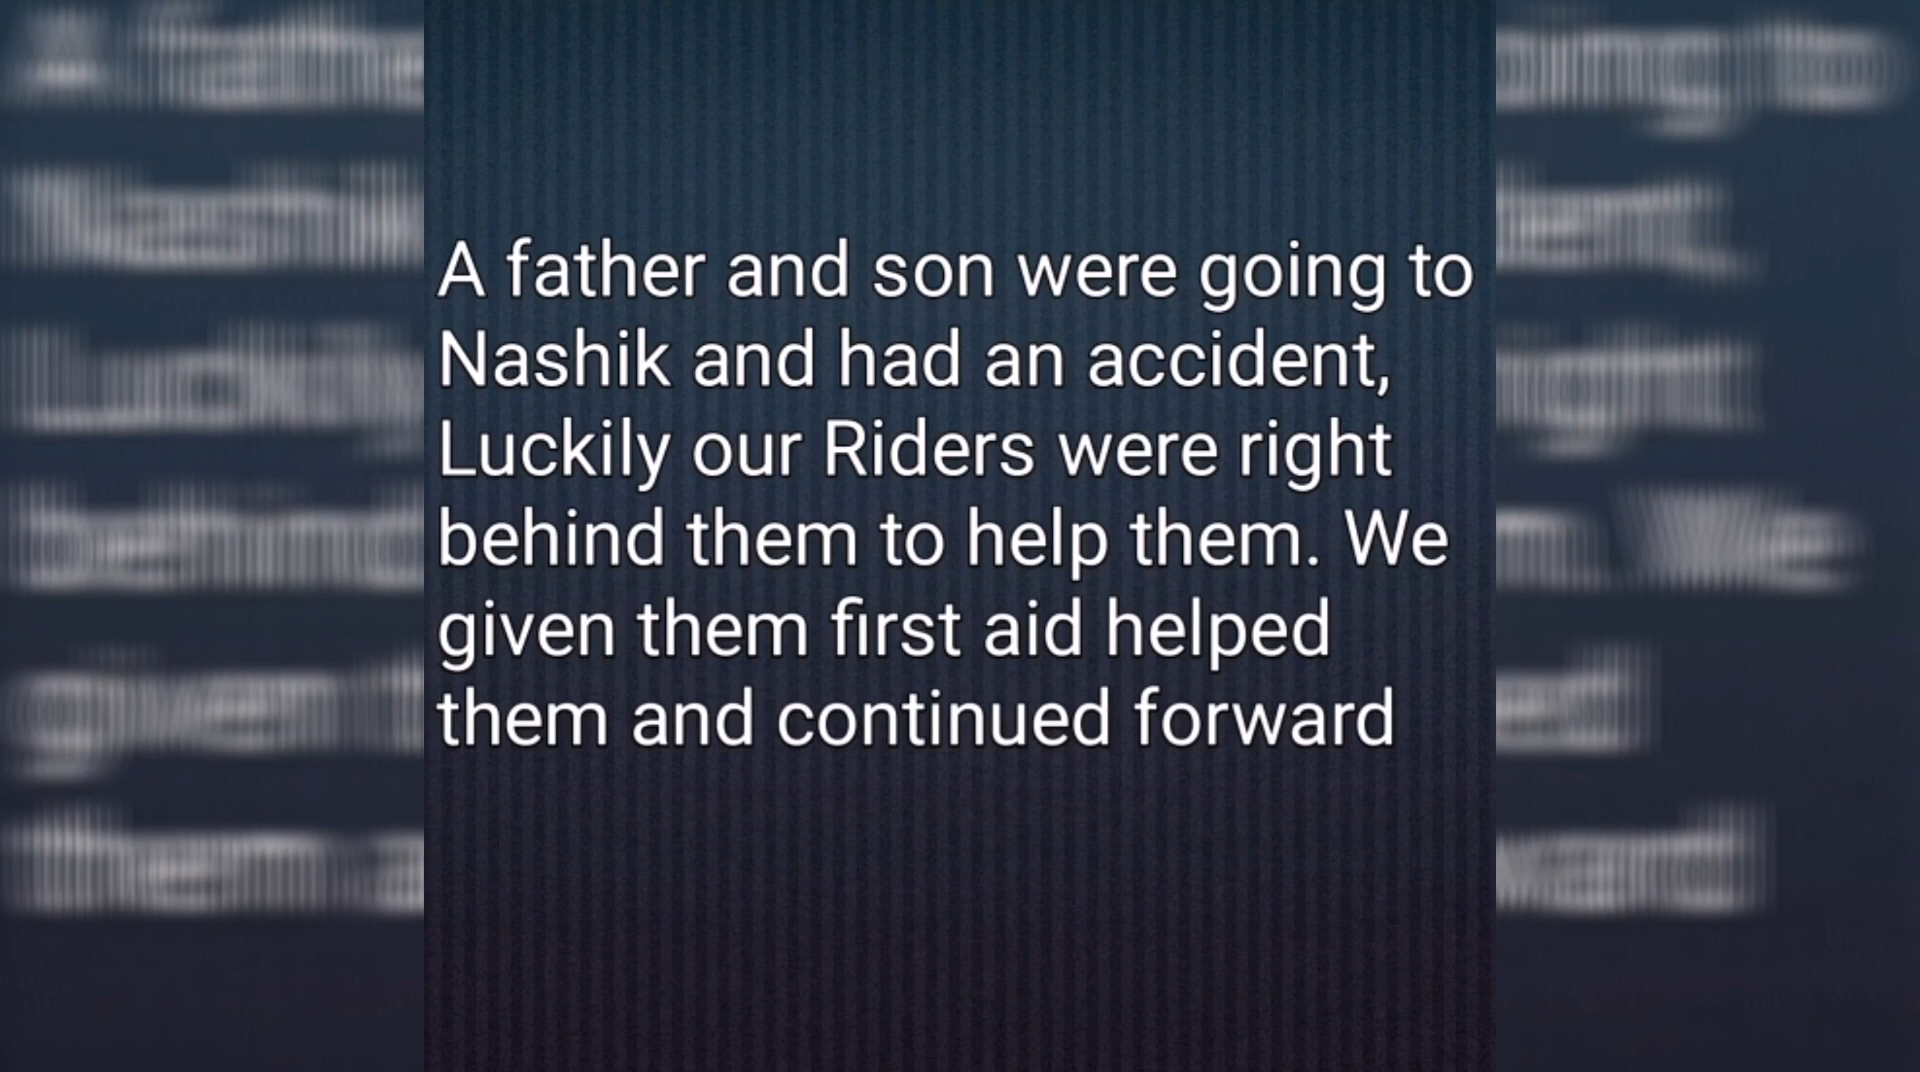 A father and son were going to
Nashik and had an accident,
Luckily our Riders were right
behind them to help them. We
given them first aid helped
them and continued forward